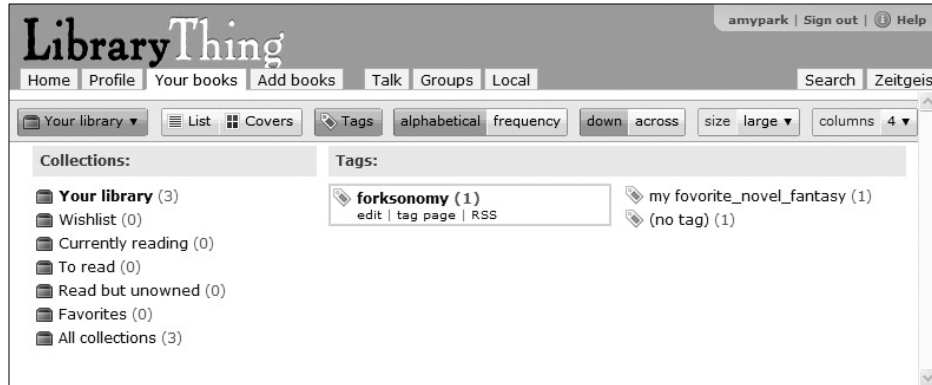 amypark | Sign out | Help
LibraryThing
Home Profile Your books Add books Talk Groups Local Search Zeitgeis
Your library ▼ List Covers Tags alphabetical frequency down across size large ▼ columns 4 ▼
Collections: Tags:
Your library (3) forksonomy (1) my fovorite_novel_fantasy (1)
edit | tag page | RSS
Wishlist (0) (no tag) (1)
Currently reading (0)
To read (0)
Read but unowned (0)
Favorites (0)
All collections (3)